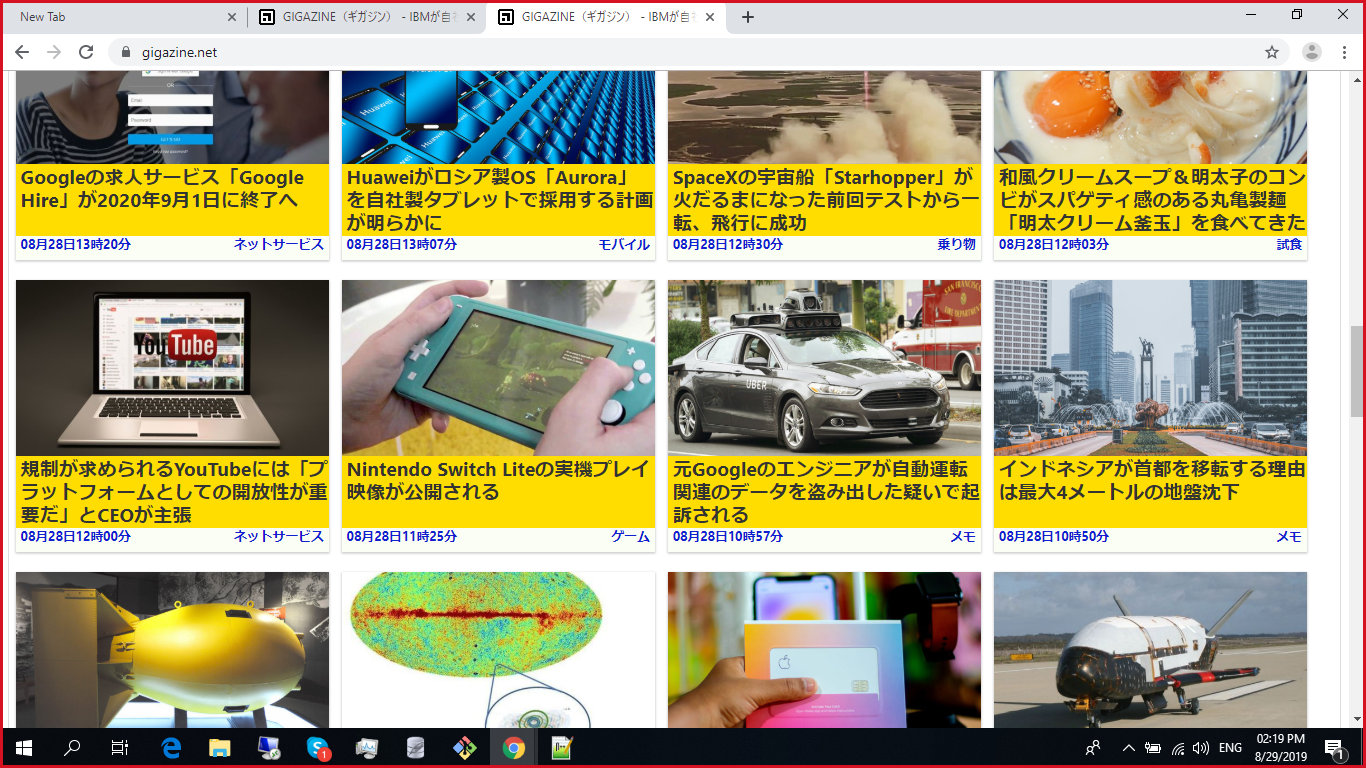 New Tab
GIGAZINE（ギガジン） - IBMが自社
GIGAZINE（ギガジン） - IBMが自社
gigazine.net
OR
Email
Password
Huawei
Huawei
Googleの求人サービス「Google
Hire」が2020年9月1日に終了へ
08月28日13時20分 ネットサービス
Huaweiがロシア製OS「Aurora」
を自社製タブレットで採用する計画
が明らかに
08月28日13時07分 モバイル
SpaceXの宇宙船「Starhopper」が
火だるまになった前回テストから一
転、飛行に成功
08月28日12時30分 乗り物
和風クリームスープ＆明太子のコン
ビがスパゲティ感のある丸亀製麺
「明太クリーム釜玉」を食べてきた
08月28日12時03分 試食
YouTube
規制が求められるYouTubeには「プ
ラットフォームとしての開放性が重
要だ」とCEOが主張
08月28日12時00分 ネットサービス
Nintendo Switch Liteの実機プレイ
映像が公開される
08月28日11時25分 ゲーム
SAN FRANCISCO
UBER
元Googleのエンジニアが自動運転
関連のデータを盗み出した疑いで起
訴される
08月28日10時57分 メモ
インドネシアが首都を移転する理由
は最大4メートルの地盤沈下
08月28日10時50分 メモ
1
ENG
02:19 PM
8/29/2019
1